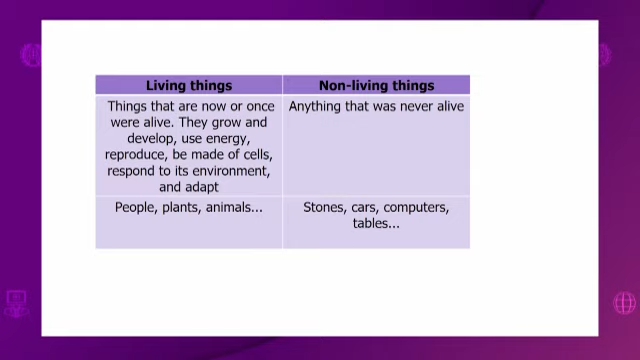 Living things
Non-living things
Things that are now or once
were alive. They grow and
develop, use energy,
reproduce, be made of cells,
respond to its environment,
and adapt
Anything that was never alive
People, plants, animals...
Stones, cars, computers,
tables...